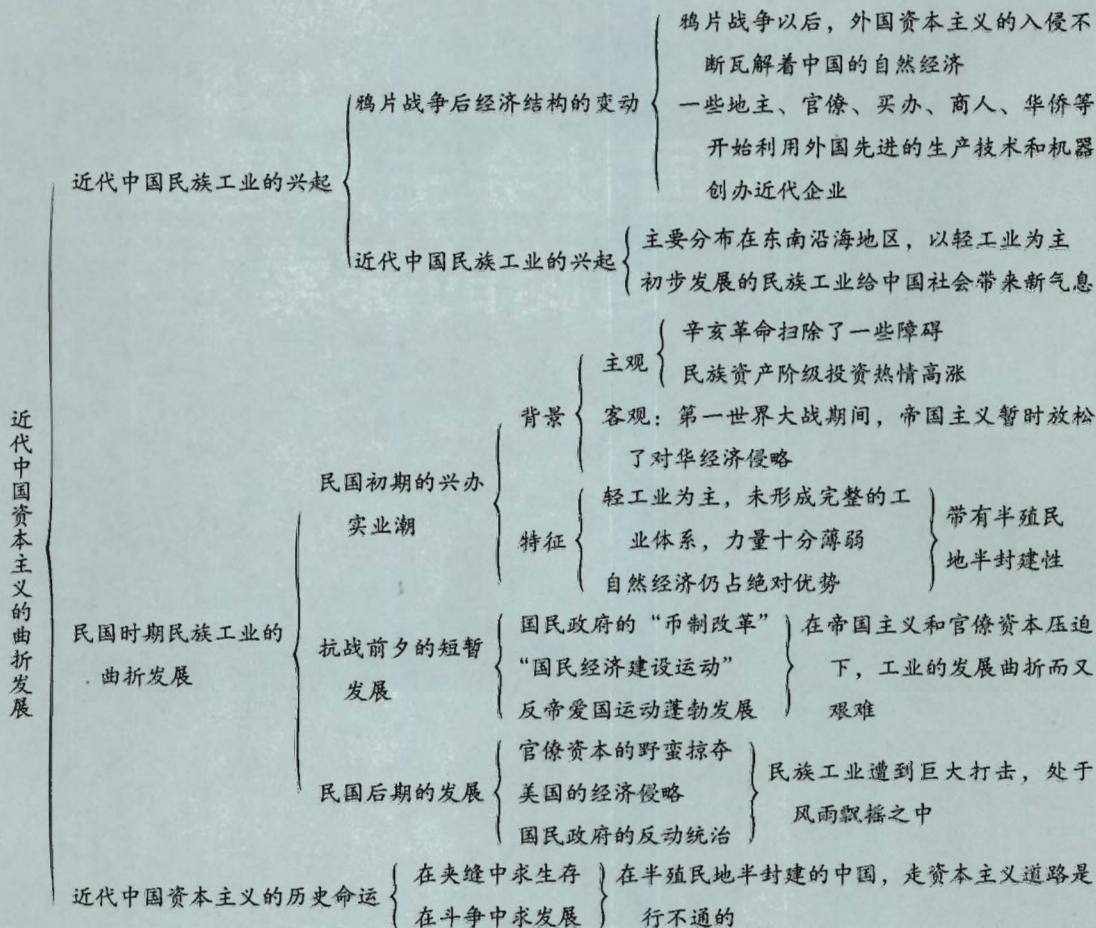 近代中国资本主义的曲折发展
近代中国民族工业的兴起
鸦片战争后经济结构的变动
鸦片战争以后，外国资本主义的入侵不
断瓦解着中国的自然经济
一些地主、官僚、买办、商人、华侨等
开始利用外国先进的生产技术和机器
创办近代企业
近代中国民族工业的兴起
主要分布在东南沿海地区，以轻工业为主
初步发展的民族工业给中国社会带来新气息
民国时期民族工业的
曲折发展
民国初期的兴办
实业潮
背景
主观
辛亥革命扫除了一些障碍
民族资产阶级投资热情高涨
客观：第一世界大战期间，帝国主义暂时放松
了对华经济侵略
特征
轻工业为主，未形成完整的工
业体系，力量十分薄弱
自然经济仍占绝对优势
带有半殖民
地半封建性
抗战前夕的短暂
发展
国民政府的“币制改革”
“国民经济建设运动”
反帝爱国运动蓬勃发展
在帝国主义和官僚资本压迫
下，工业的发展曲折而又
艰难
民国后期的发展
官僚资本的野蛮掠夺
美国的经济侵略
国民政府的反动统治
民族工业遭到巨大打击，处于
风雨飘摇之中
近代中国资本主义的历史命运
在夹缝中求生存
在斗争中求发展
在半殖民地半封建的中国，走资本主义道路是
行不通的